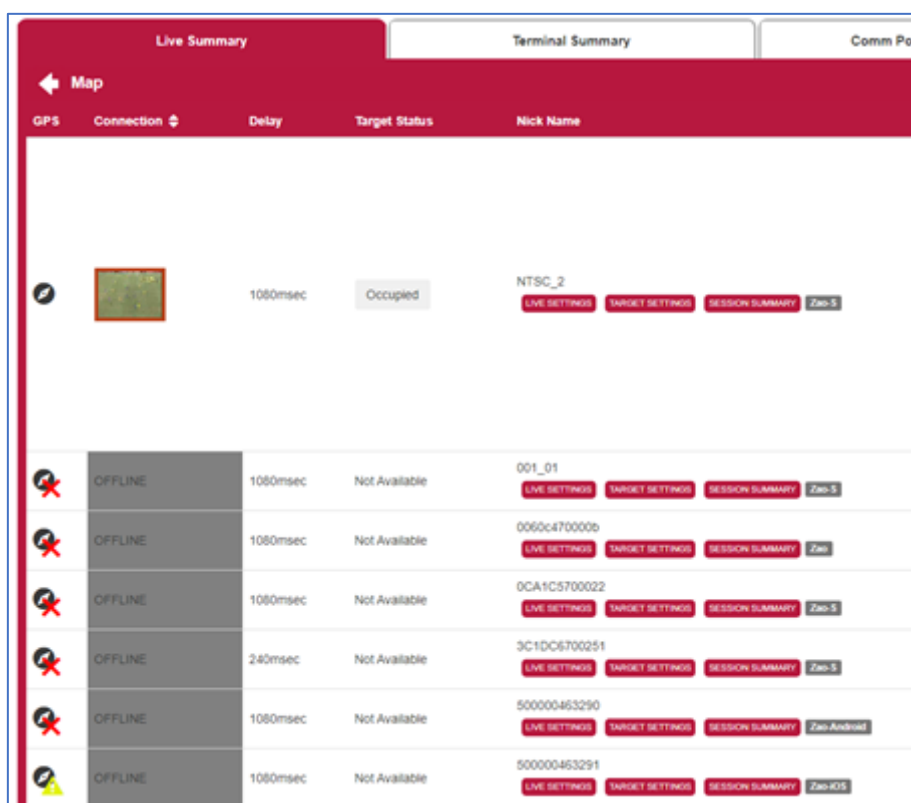 Live Summary Terminal Summary Comm Po
Map
GPS Connection Delay Target Status Nick Name
NTSC_2
1080msec Occupied
LIVE SETTINGS TARGET SETTINGS SESSION SUMMARY Zao-S
001_01
OFFLINE 1080msec Not Available
LIVE SETTINGS TARGET SETTINGS SESSION SUMMARY Zao-S
0060c470000b
OFFLINE 1080msec Not Available
LIVE SETTINGS TARGET SETTINGS SESSION SUMMARY Zao
0CA1C5700022
OFFLINE 1080msec Not Available
LIVE SETTINGS TARGET SETTINGS SESSION SUMMARY Zao-S
3C1DC6700251
OFFLINE 240msec Not Available
LIVE SETTINGS TARGET SETTINGS SESSION SUMMARY Zao-S
500000463290
OFFLINE 1080msec Not Available
LIVE SETTINGS TARGET SETTINGS SESSION SUMMARY Zao-Android
500000463291
OFFLINE 1080msec Not Available
LIVE SETTINGS TARGET SETTINGS SESSION SUMMARY Zao-iOS